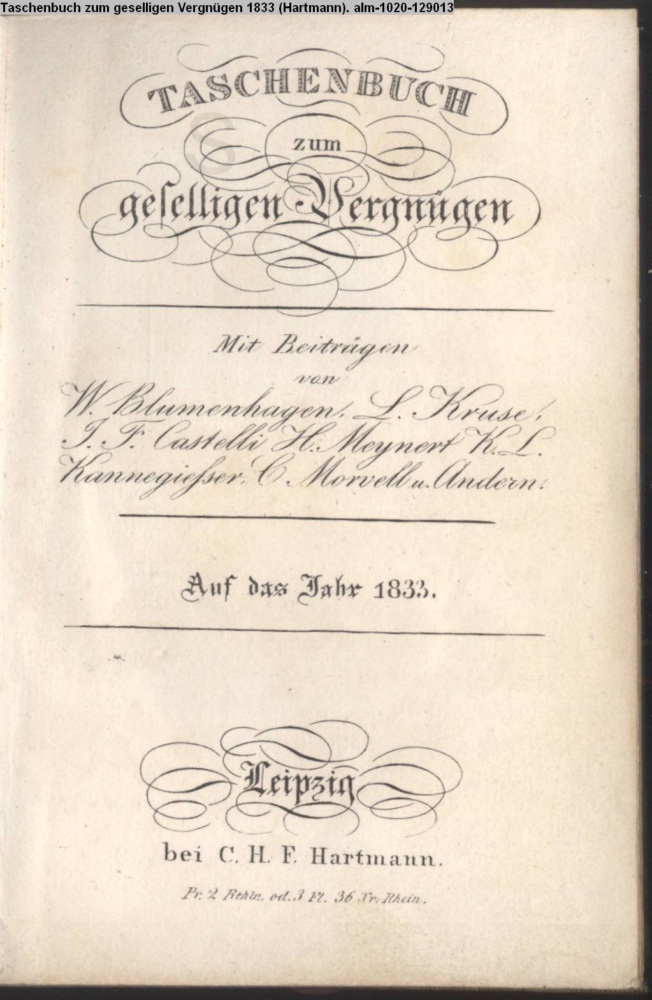 Taschenbuch zum geselligen Vergnügen 1833 (Hartmann). alm-1020-129013
TASCHENBUCH
zum
geſelligen Vergnügen
Mit Beiträgen
von
W. Blumenhagen, L. Kruse,
I. F. Castelli H. Meynert K. L.
Kannegieſser, C. Morvell u. Andern.
Auf das Jahr 1833.
Leipzig
bei C. H. F. Hartmann.
Pr. 2 Rthlr. od. 3 Fl. 36 Xr. Rhein.